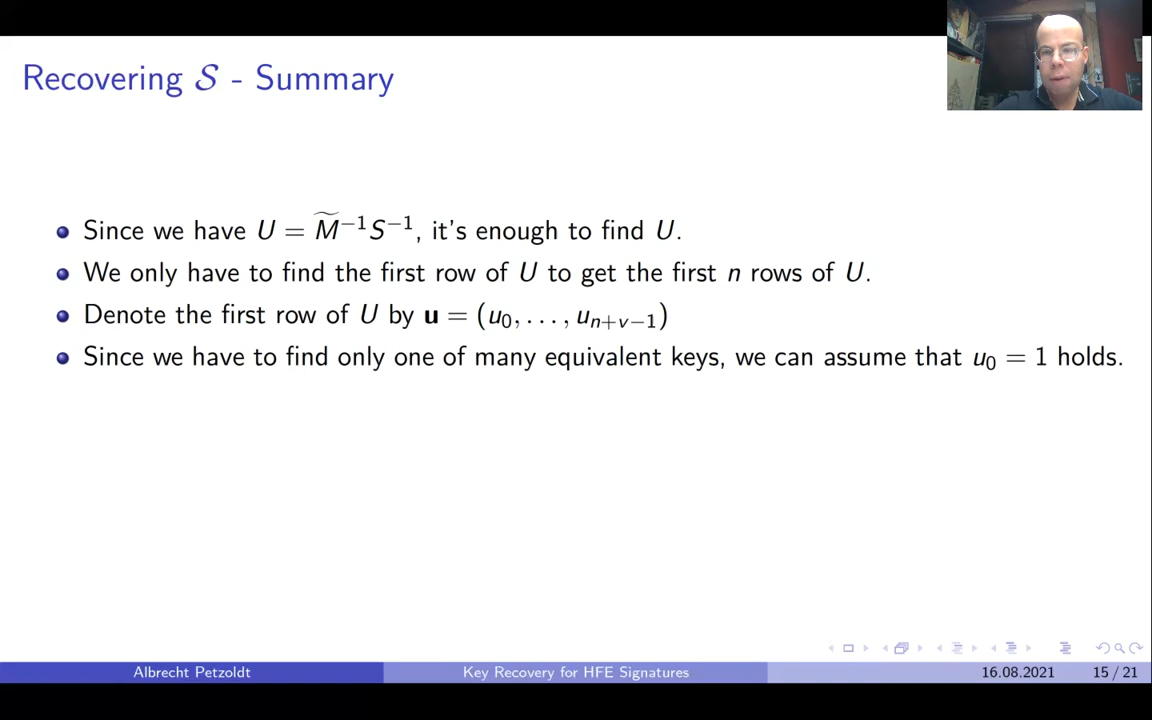 Recovering 𝒮 - Summary
Since we have U = M̃⁻¹S⁻¹, it's enough to find U.
We only have to find the first row of U to get the first n rows of U.
Denote the first row of U by u = (u₀, . . . , uₙ₊ᵥ₋₁)
Since we have to find only one of many equivalent keys, we can assume that u₀ = 1 holds.
Albrecht Petzoldt
Key Recovery for HFE Signatures
16.08.2021
15 / 21